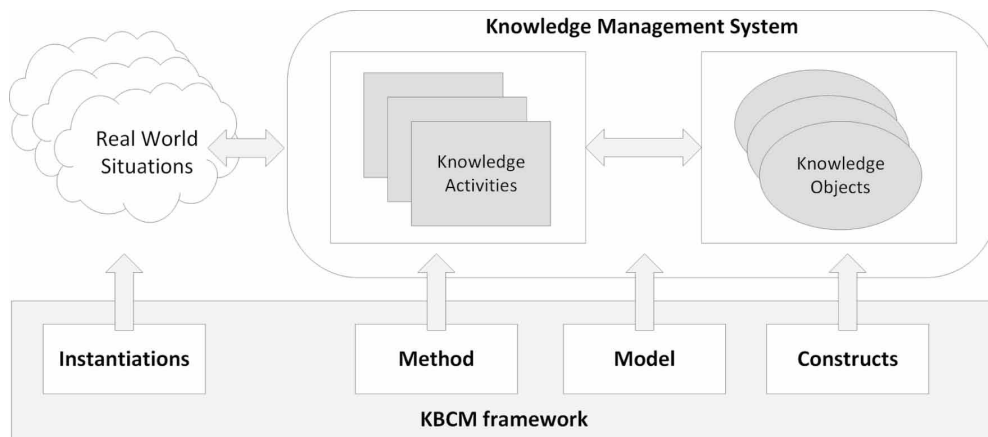 Knowledge Management System
Real World
Situations
Knowledge
Activities
Knowledge
Objects
Instantiations
Method
Model
Constructs
KBCM framework